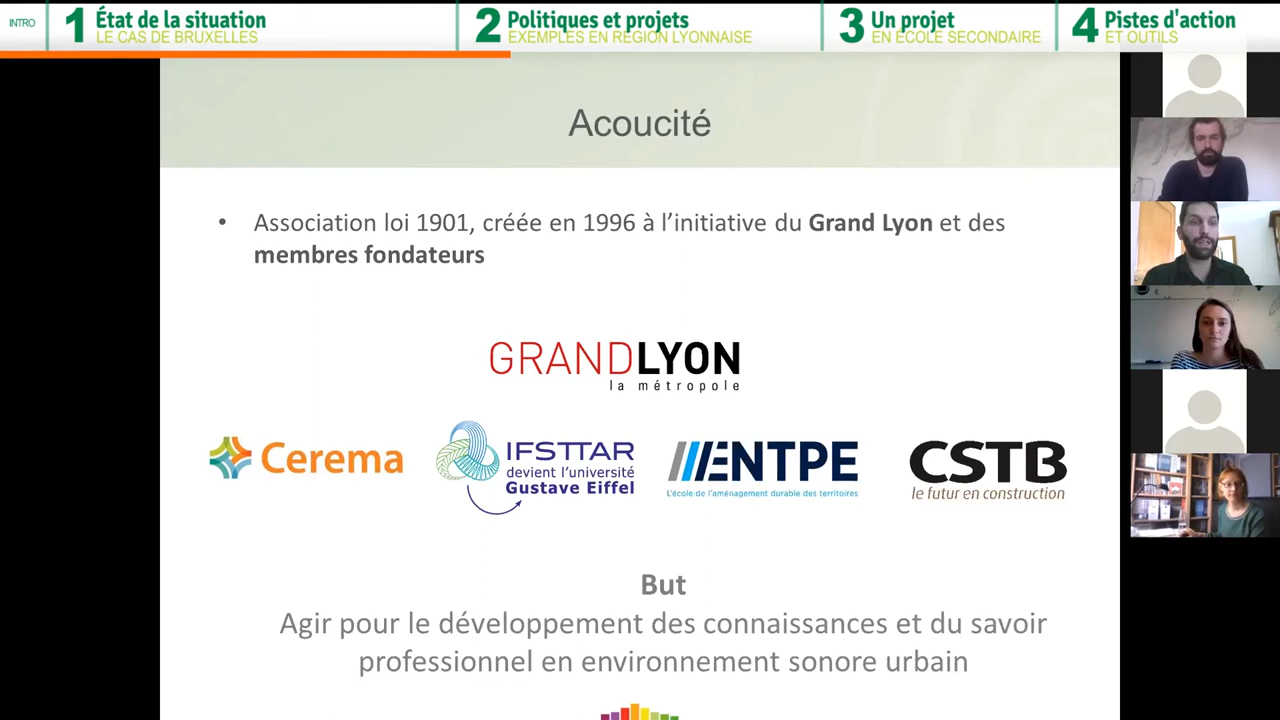 INTRO
1 État de la situation
LE CAS DE BRUXELLES
2 Politiques et projets
EXEMPLES EN RÉGION LYONNAISE
3 Un projet
EN ÉCOLE SECONDAIRE
4 Pistes d'action
ET OUTILS
Acoucité
• Association loi 1901, créée en 1996 à l’initiative du Grand Lyon et des
membres fondateurs
GRANDLYON
la métropole
Cerema
IFSTTAR
devient l’université
Gustave Eiffel
ENTPE
L'école de l'aménagement durable des territoires
CSTB
le futur en construction
But
Agir pour le développement des connaissances et du savoir
professionnel en environnement sonore urbain